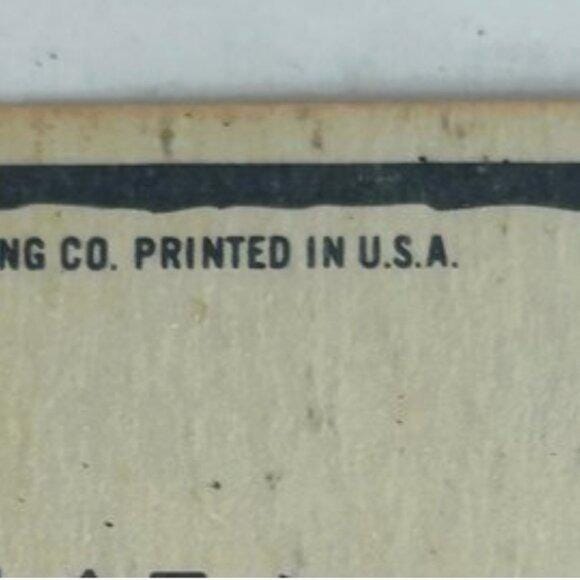 NG CO. PRINTED IN U.S.A.